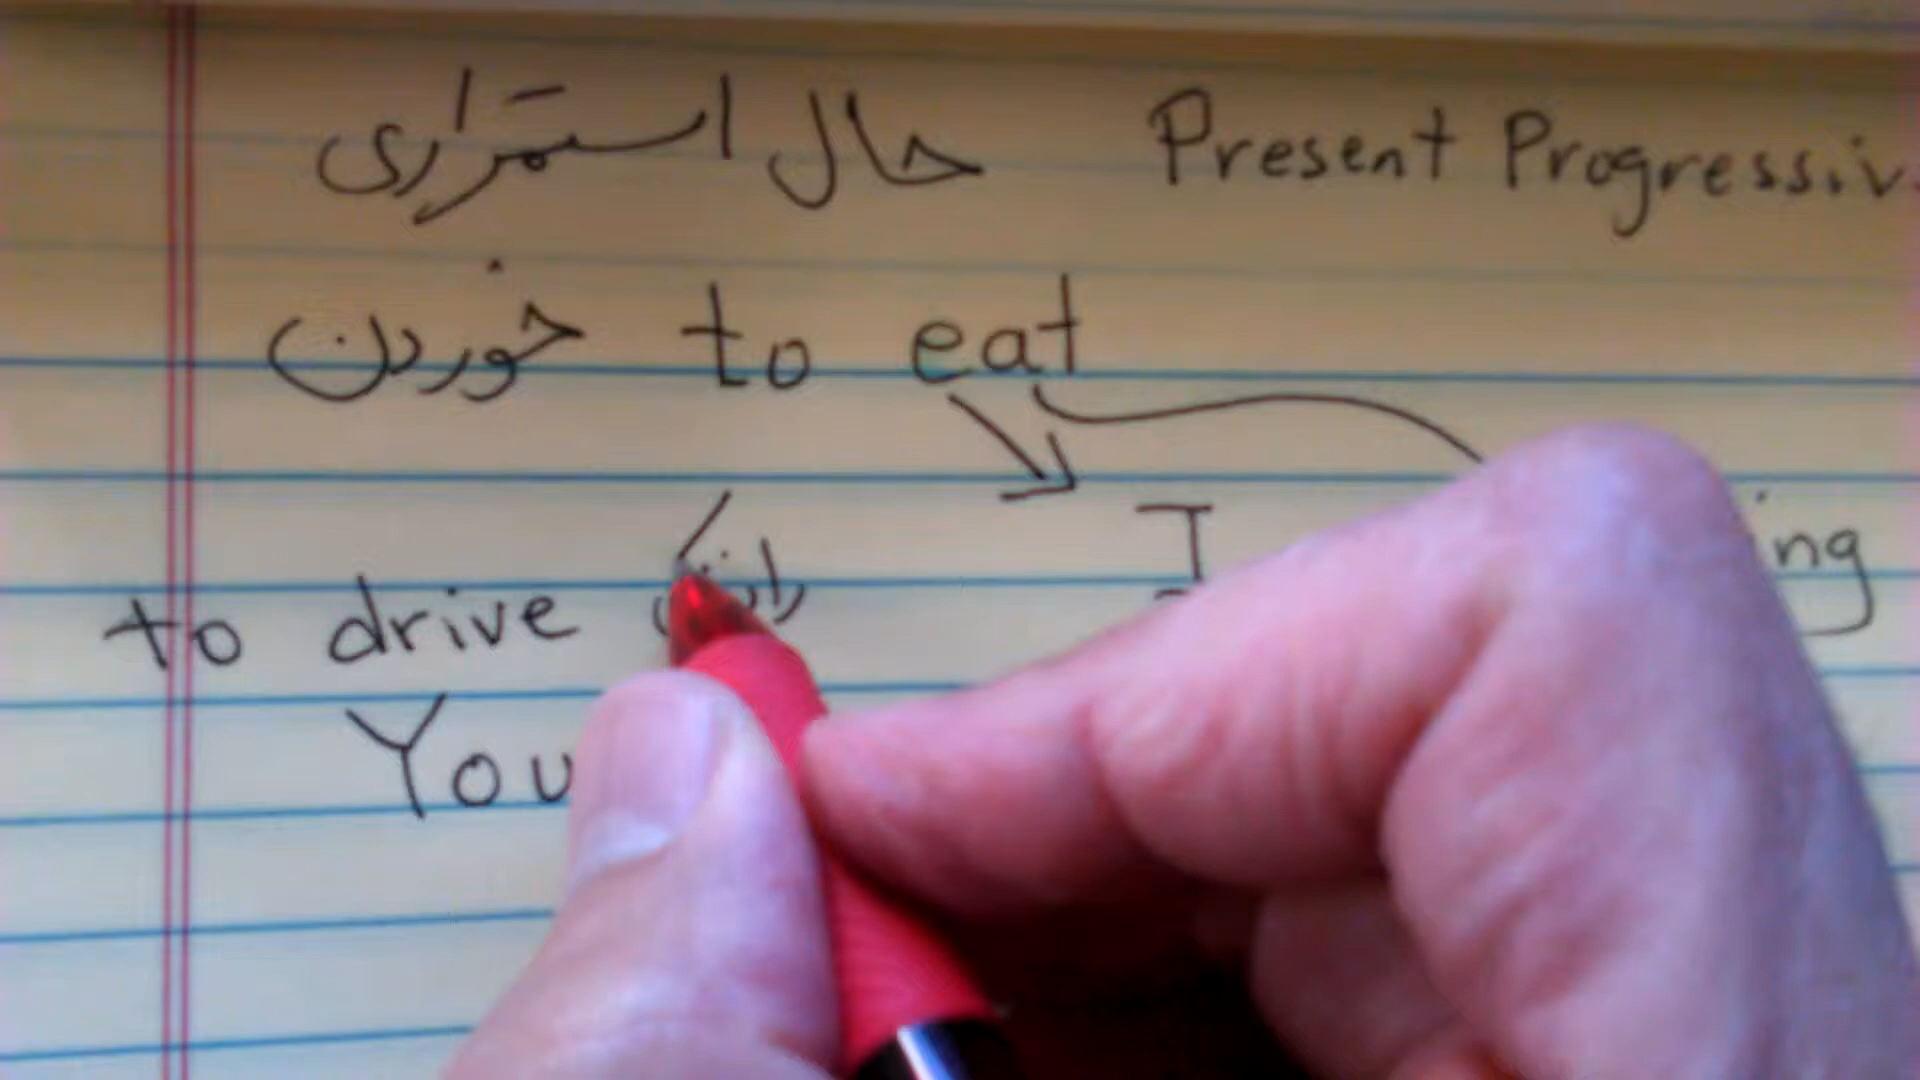 حال استمراری Present Progressiv
خوردن to eat
I ing
to drive
You